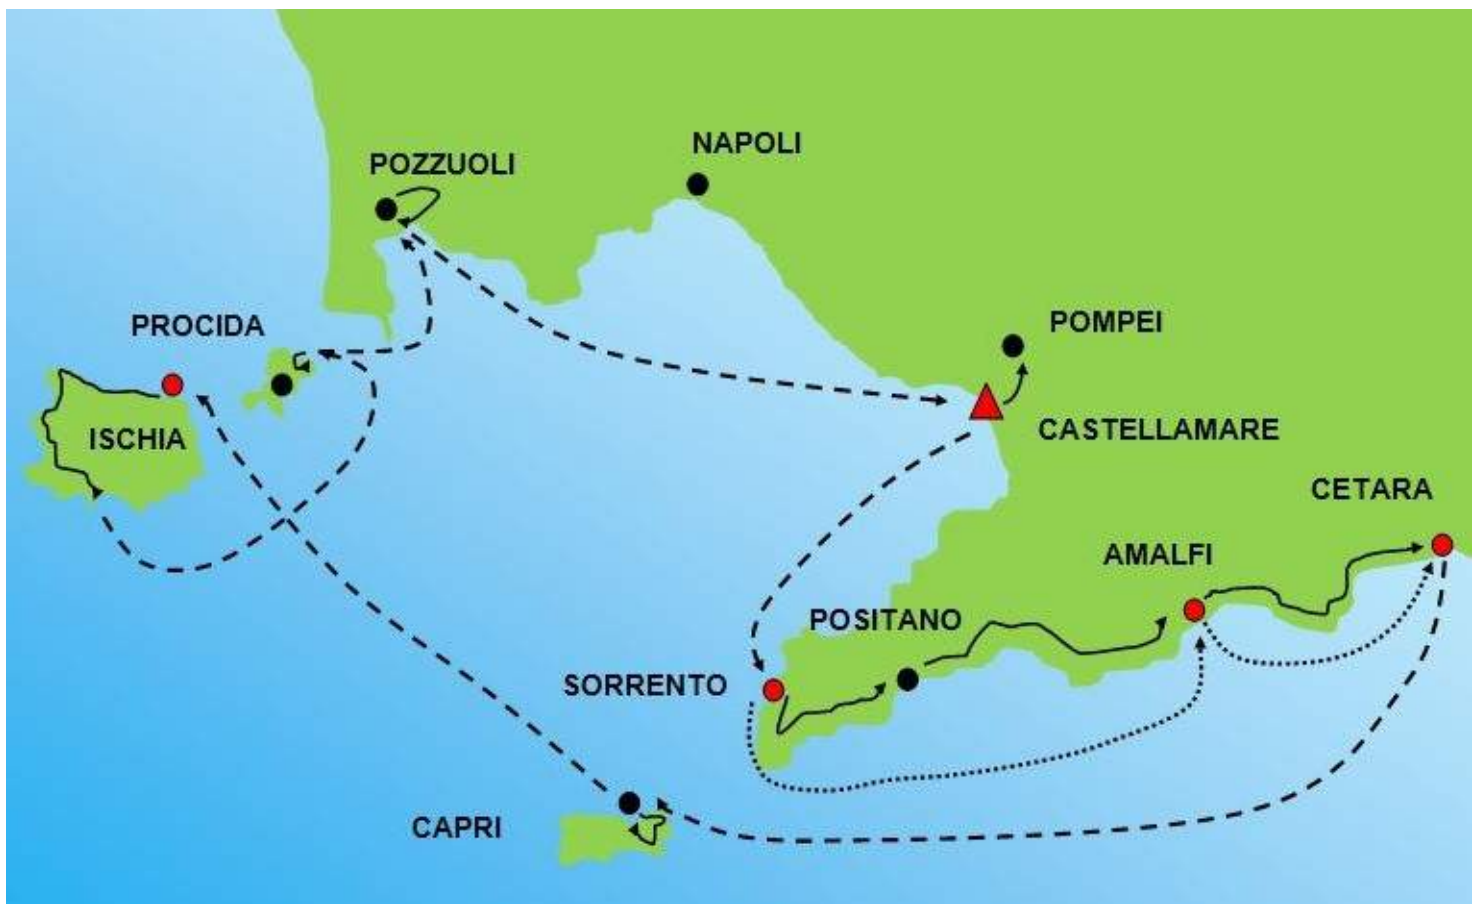 NAPOLI
POZZUOLI
PROCIDA
POMPEI
ISCHIA
CASTELLAMARE
CETARA
AMALFI
POSITANO
SORRENTO
CAPRI